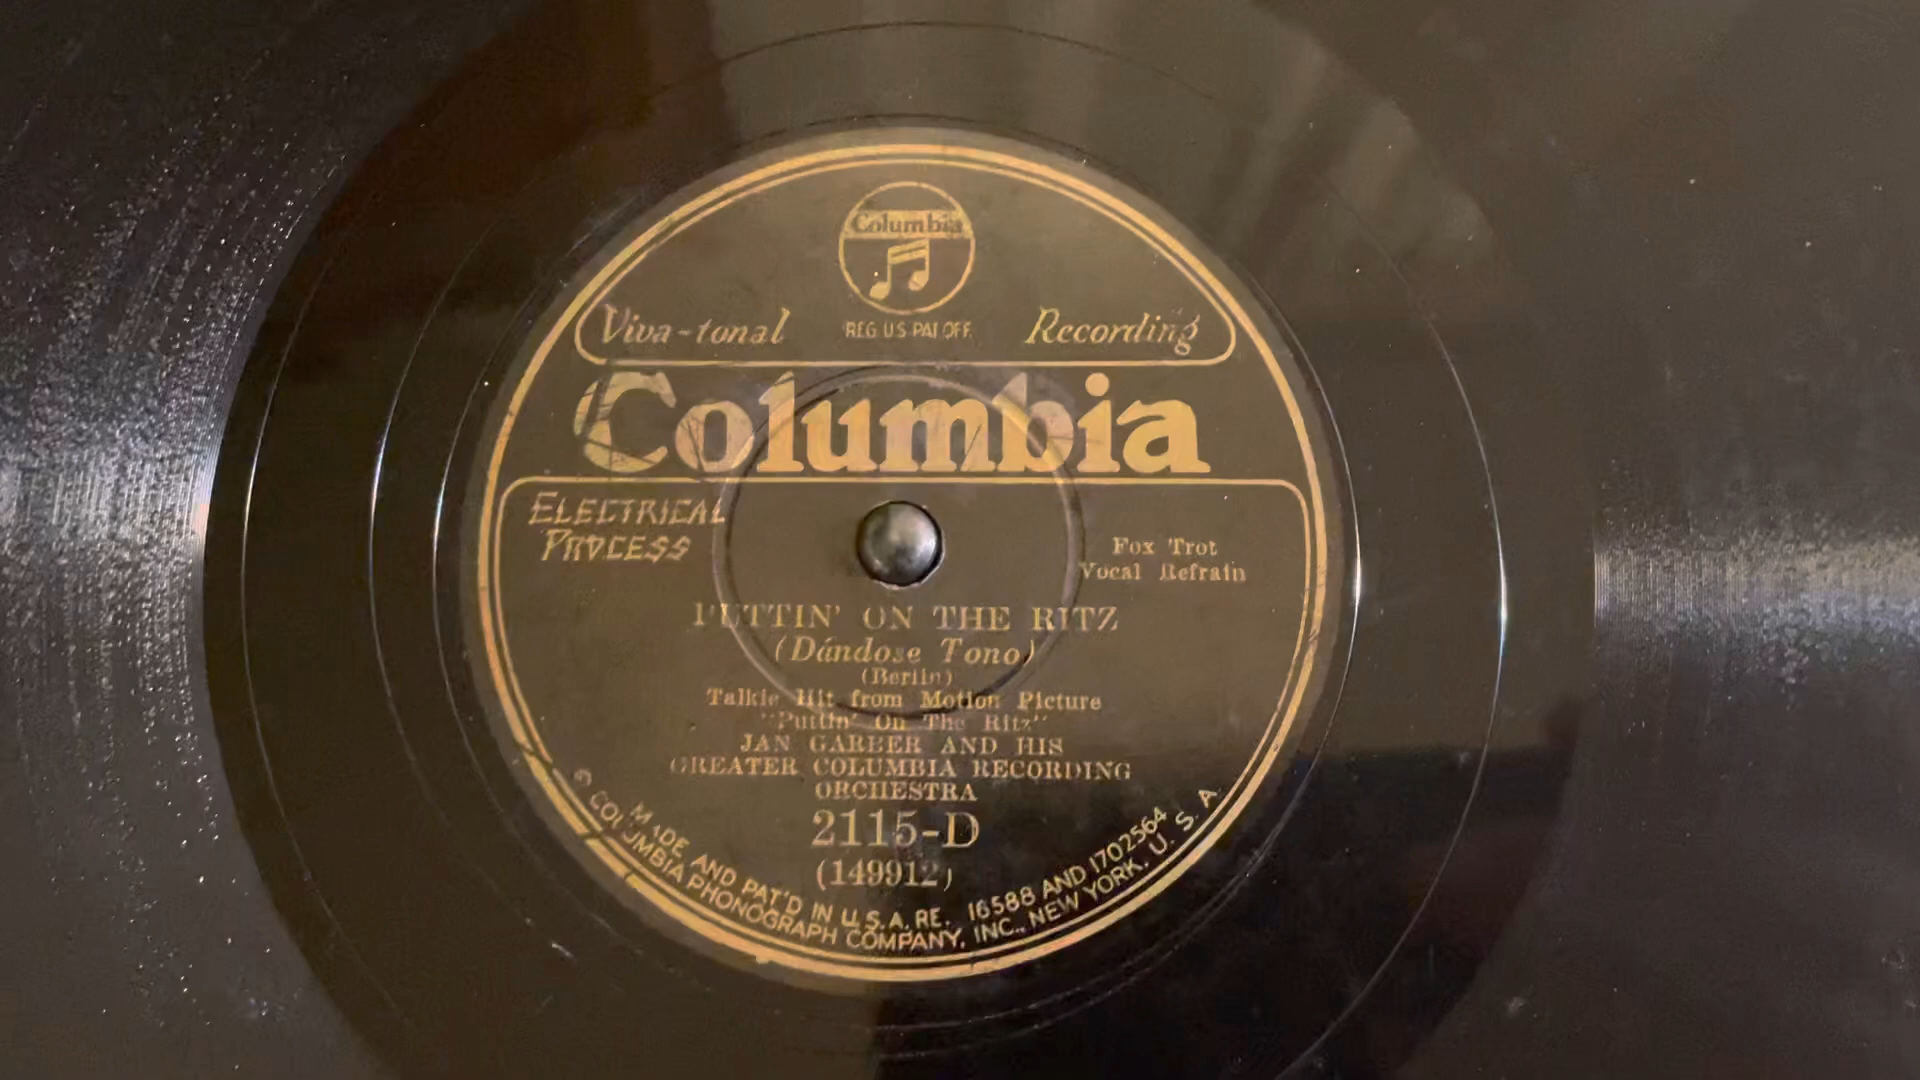 Columbia
Viva-tonal REG. U.S. PAT. OFF. Recording
Columbia
ELECTRICAL
PROCESS
Fox Trot
Vocal Refrain
PUTTIN' ON THE RITZ
(Dándose Tono)
(Berlin)
Talkie Hit from Motion Picture
"Puttin' On The Ritz"
JAN GARBER AND HIS
GREATER COLUMBIA RECORDING
ORCHESTRA
2115-D
(149912)
MADE AND PAT'D IN U.S.A. RE. 16588 AND 1702564
COLUMBIA PHONOGRAPH COMPANY, INC., NEW YORK. U. S. A.